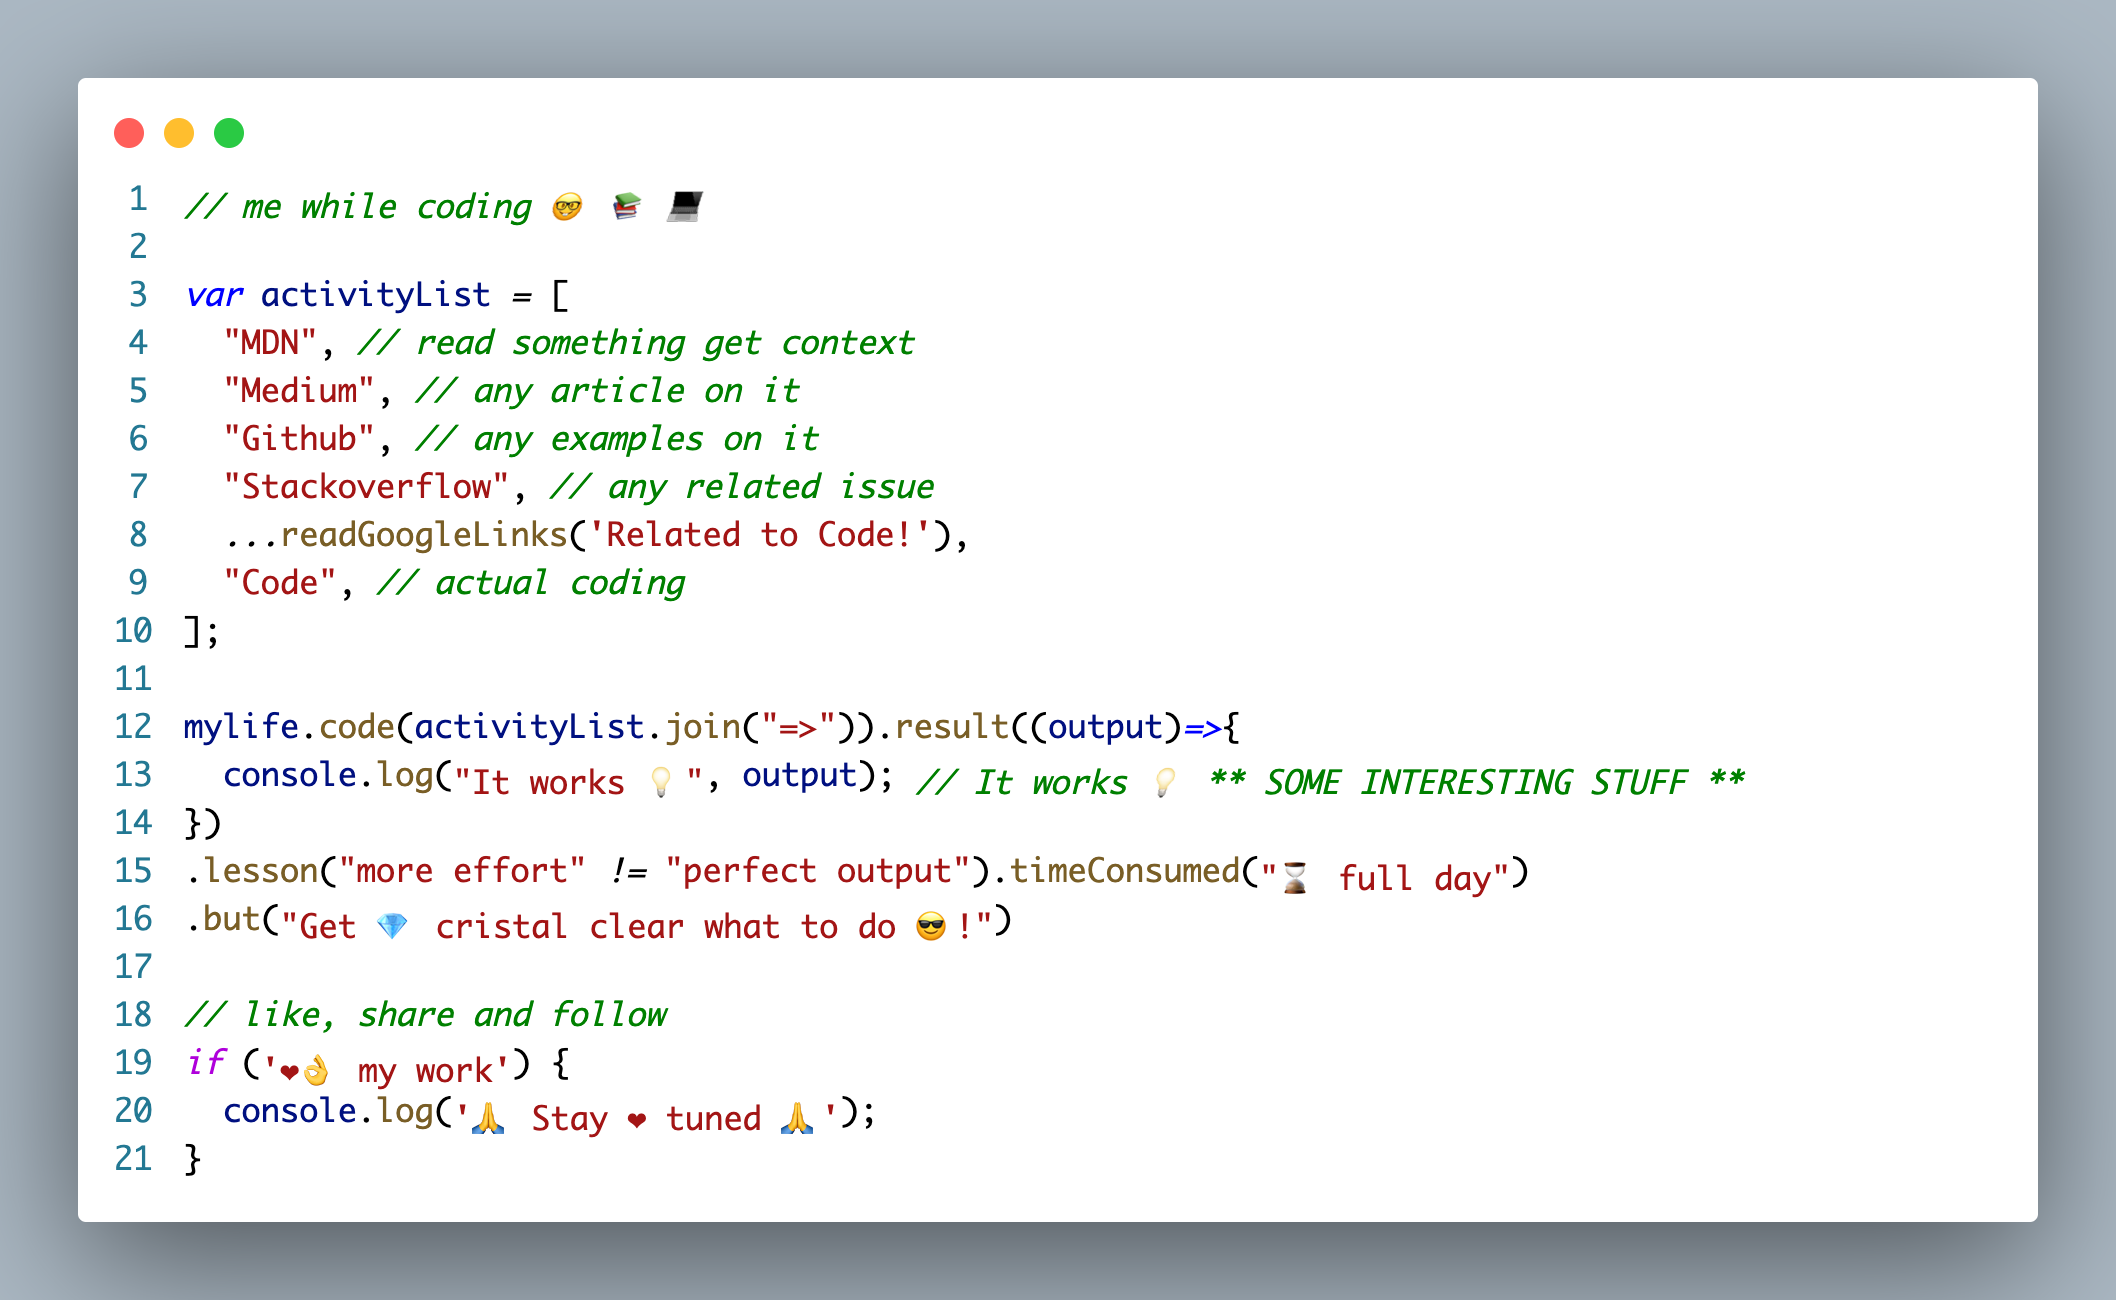 1 // me while coding 🤓 📚 💻
2
3 var activityList = [
4   "MDN", // read something get context
5   "Medium", // any article on it
6   "Github", // any examples on it
7   "Stackoverflow", // any related issue
8   ...readGoogleLinks('Related to Code!'),
9   "Code", // actual coding
10 ];
11
12 mylife.code(activityList.join("=>")).result((output)=>{
13   console.log("It works 💡", output); // It works 💡 ** SOME INTERESTING STUFF **
14 })
15 .lesson("more effort" != "perfect output").timeConsumed("⏳ full day")
16 .but("Get 💎 cristal clear what to do 😎!")
17
18 // like, share and follow
19 if ('❤👌 my work') {
20   console.log('🙏 Stay ❤ tuned 🙏');
21 }